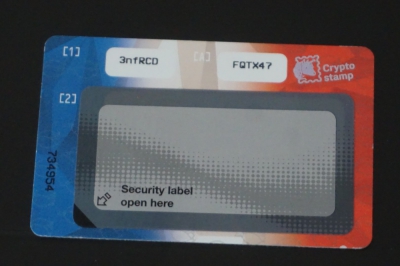 [1]
3nfRCD
[3]
FQTX47
Crypto
stamp
[2]
734954
Security label
open here